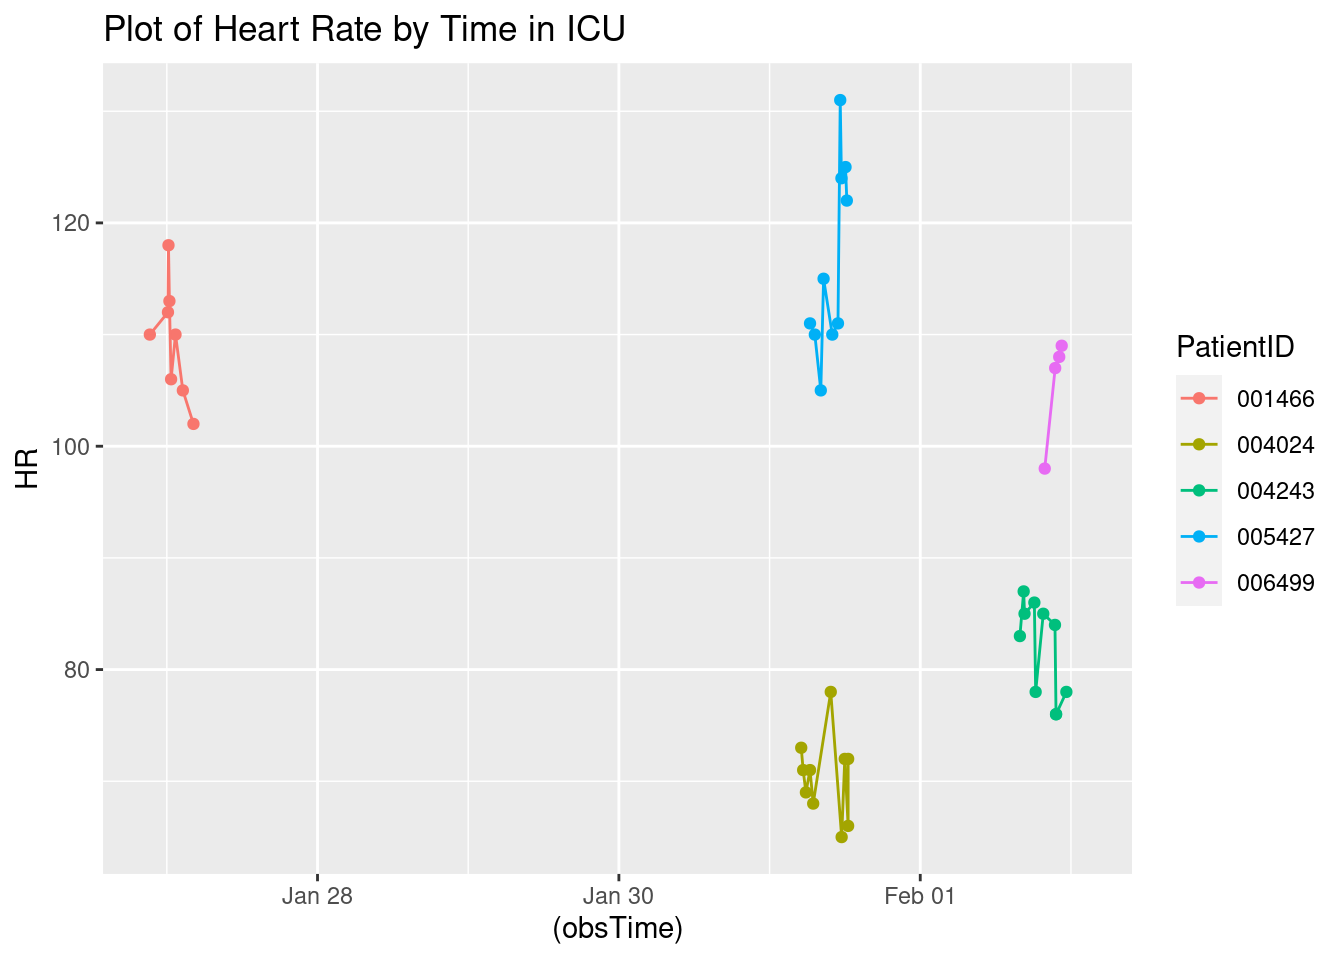 Plot of Heart Rate by Time in ICU
HR
120
100
80
Jan 28
Jan 30
Feb 01
(obsTime)
PatientID
001466
004024
004243
005427
006499